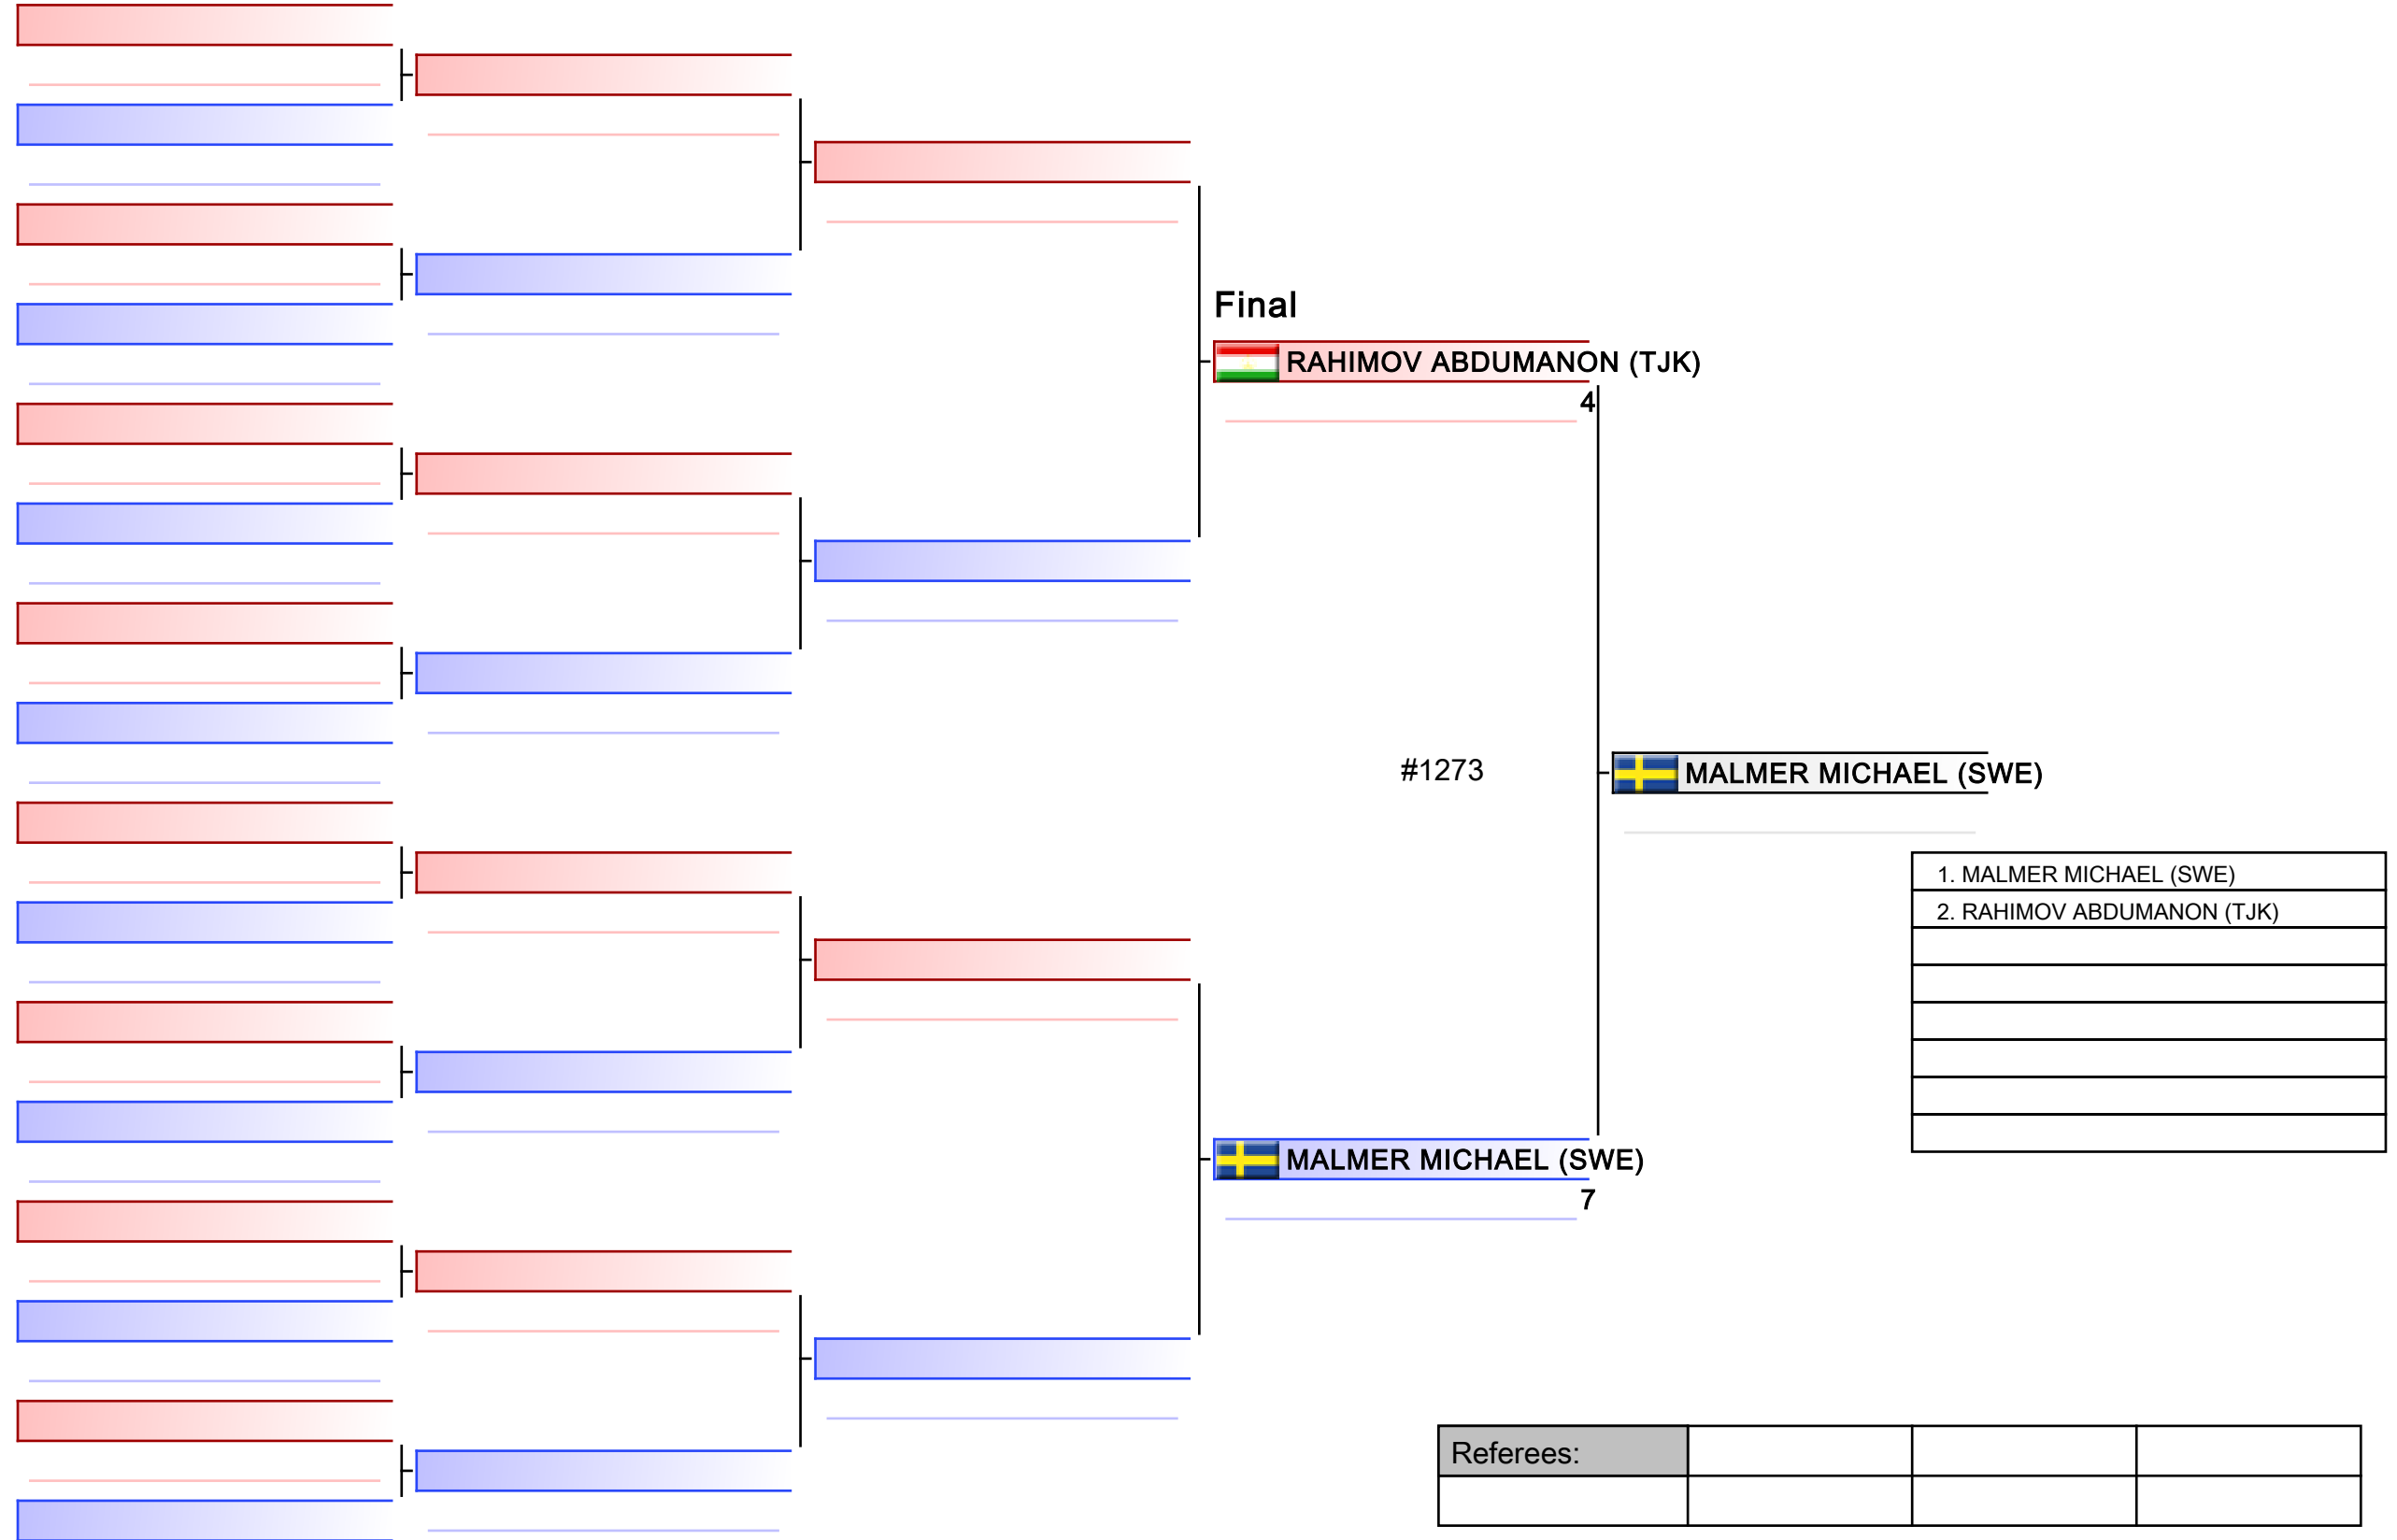 Final
RAHIMOV ABDUMANON (TJK)
4
#1273
MALMER MICHAEL (SWE)
1. MALMER MICHAEL (SWE)
2. RAHIMOV ABDUMANON (TJK)
MALMER MICHAEL (SWE)
7
Referees: